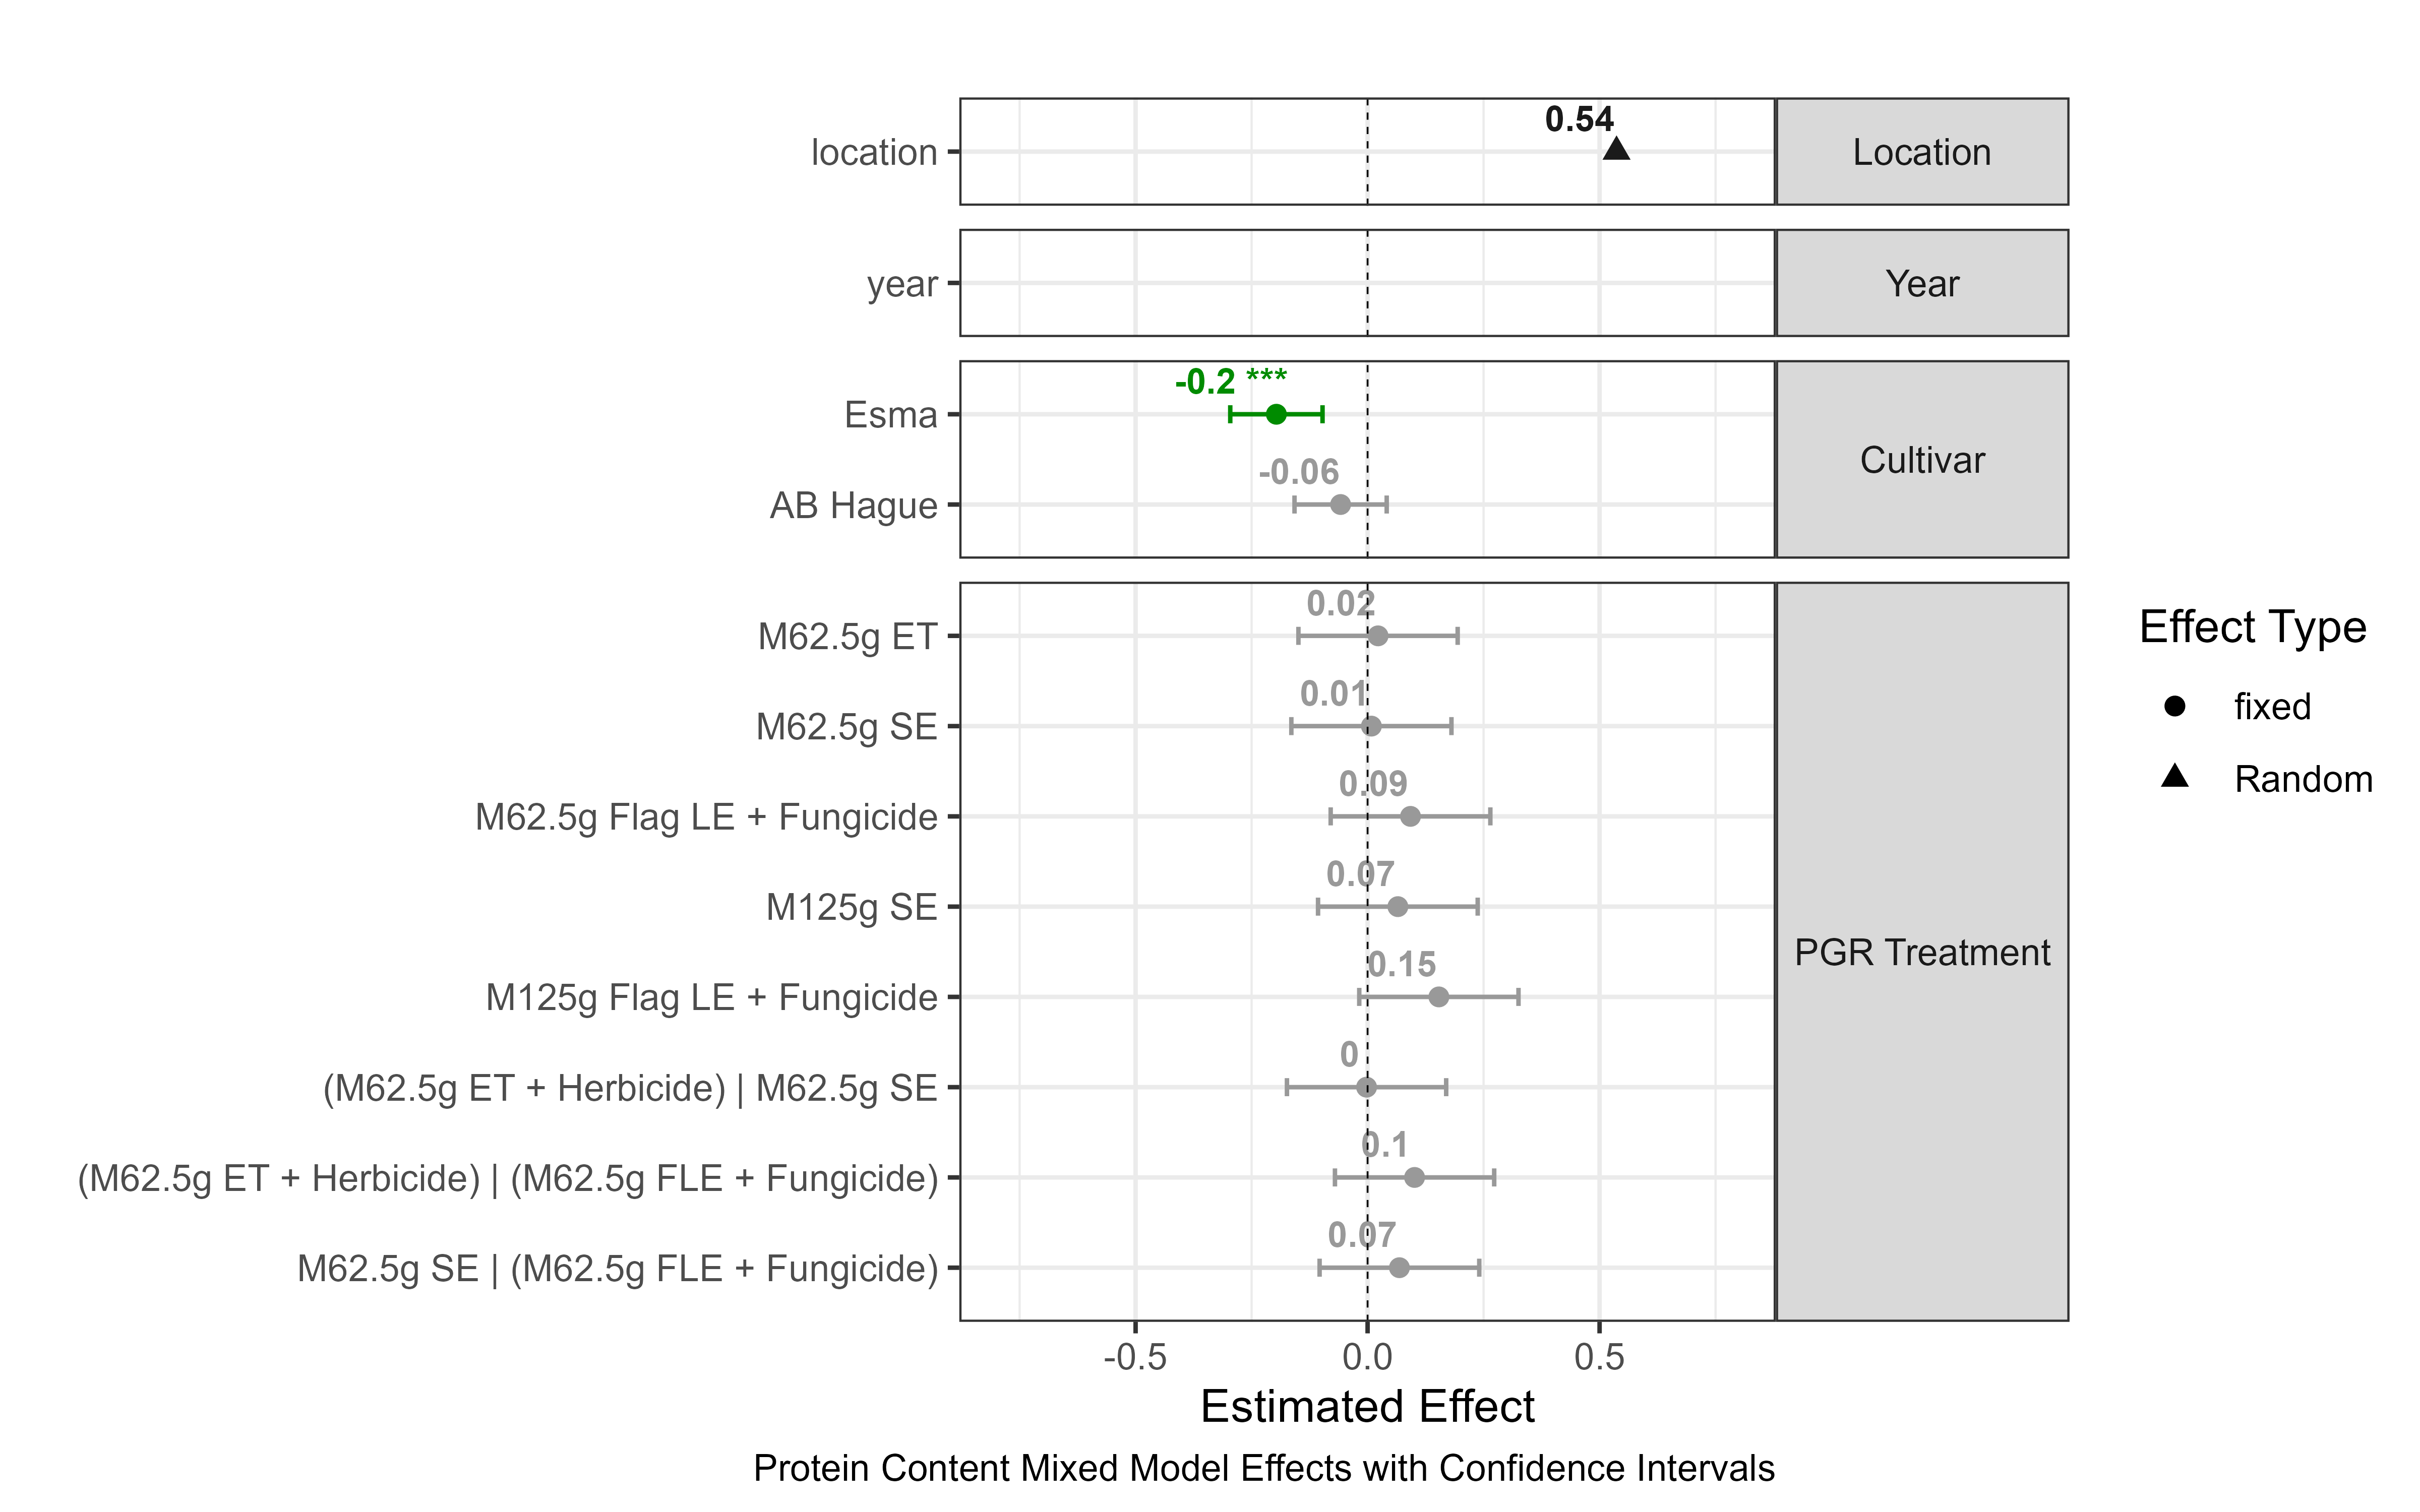 0.54
location
Location
year
Year
-0.2 ***
Esma
-0.06
AB Hague
Cultivar
0.02
M62.5g ET
0.01
M62.5g SE
0.09
M62.5g Flag LE + Fungicide
0.07
M125g SE
0.15
M125g Flag LE + Fungicide
0
(M62.5g ET + Herbicide) | M62.5g SE
0.1
(M62.5g ET + Herbicide) | (M62.5g FLE + Fungicide)
0.07
M62.5g SE | (M62.5g FLE + Fungicide)
PGR Treatment
-0.5 0.0 0.5
Estimated Effect
Protein Content Mixed Model Effects with Confidence Intervals
Effect Type
fixed
Random